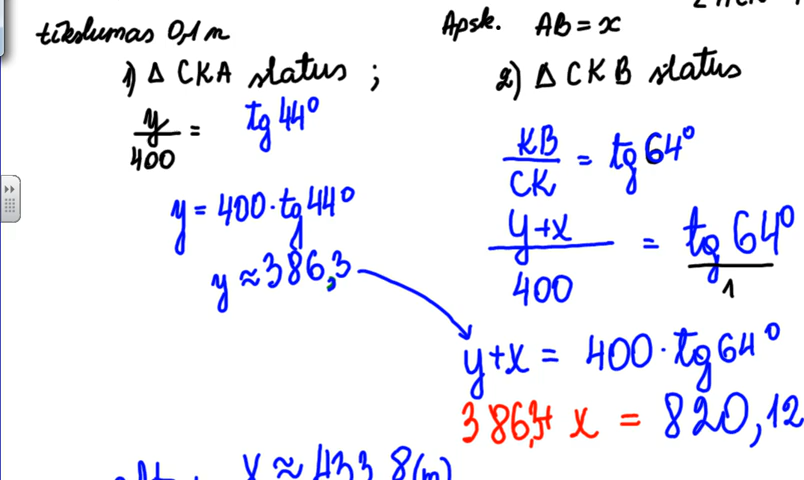 tikslumas 0,1 m
Apsk. AB = x
1) Δ CKA status ;
2) Δ CKB status
y/400 = tg 44°
KB/CK = tg 64°
y = 400 · tg 44°
y+x/400 = tg 64°/1
y ≈ 386,3
y+x = 400 · tg 64°
386,3 + x = 820,12
x ≈ 433,8 (m)